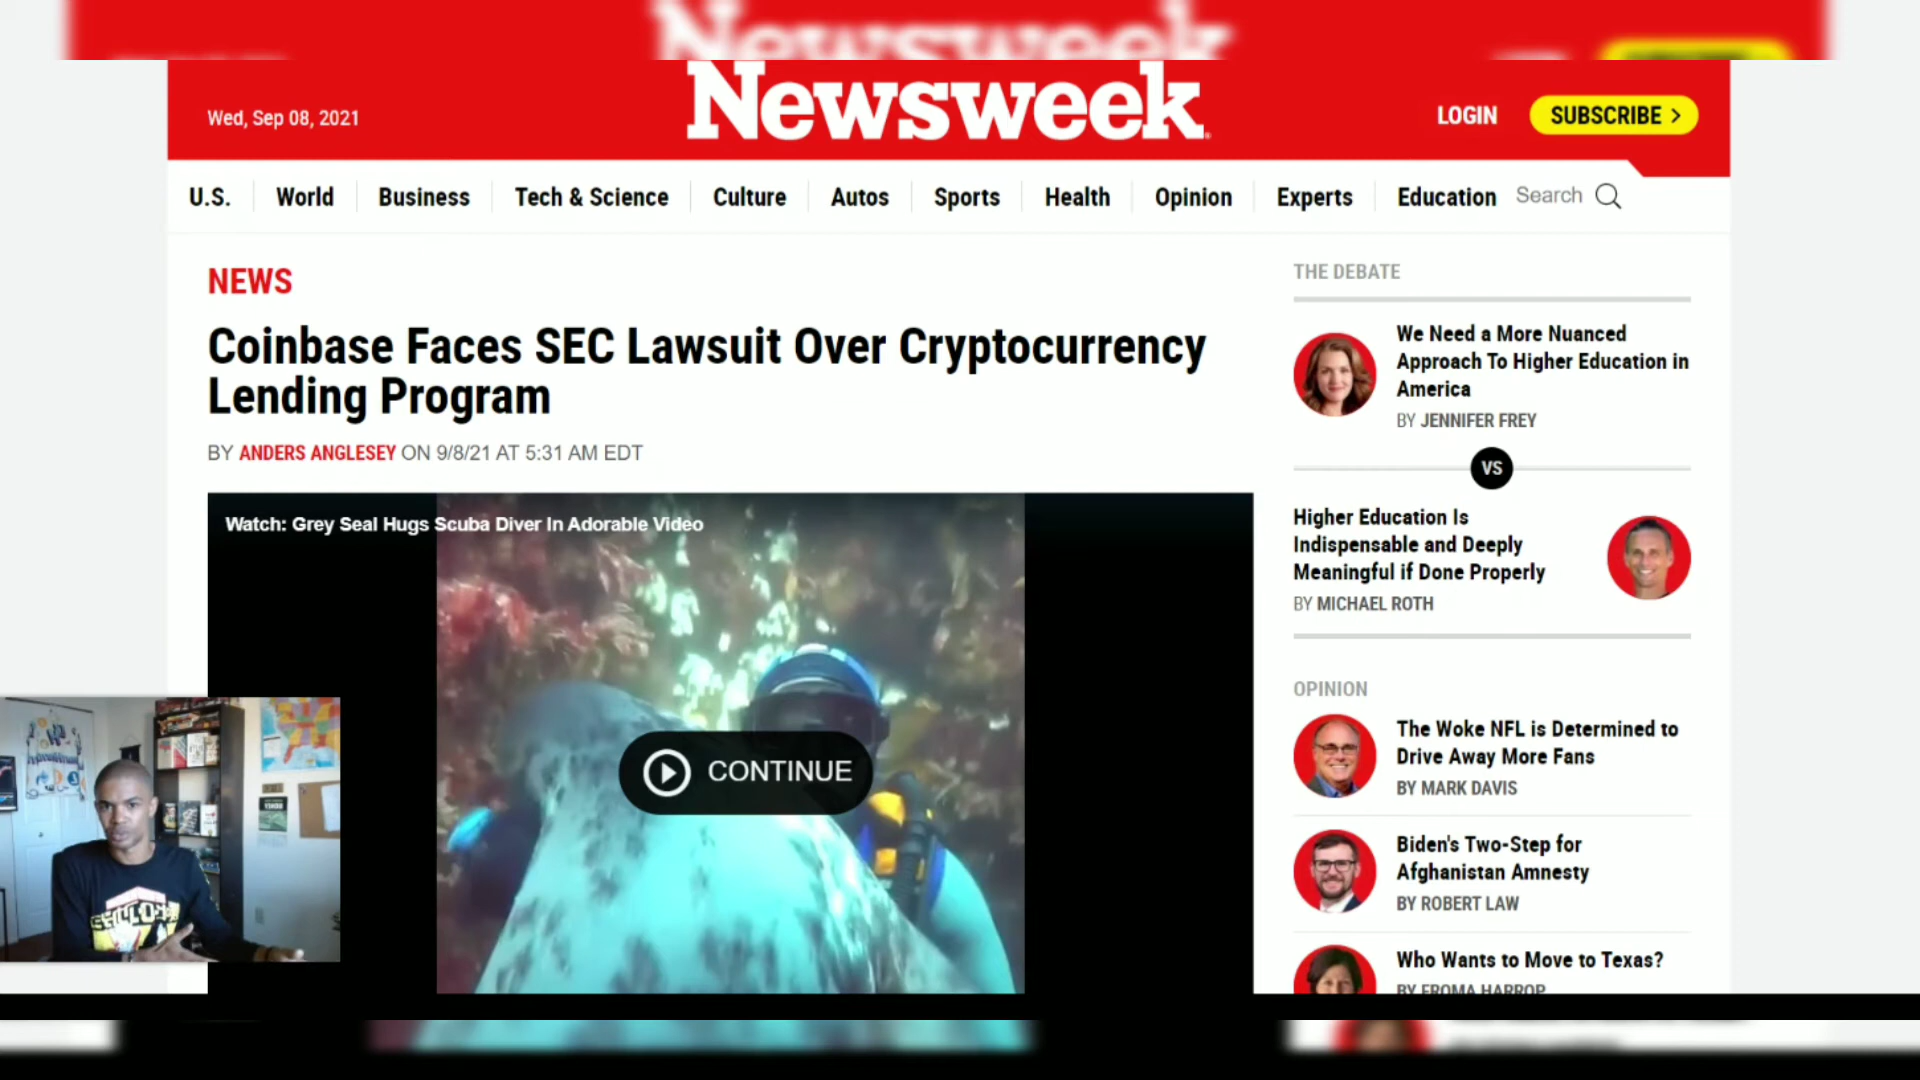 Newsweek
Wed, Sep 08, 2021
LOGIN
SUBSCRIBE >
U.S.
World
Business
Tech & Science
Culture
Autos
Sports
Health
Opinion
Experts
Education
Search
NEWS
Coinbase Faces SEC Lawsuit Over Cryptocurrency
Lending Program
BY ANDERS ANGLESEY ON 9/8/21 AT 5:31 AM EDT
Watch: Grey Seal Hugs Scuba Diver In Adorable Video
CONTINUE
THE DEBATE
We Need a More Nuanced
Approach To Higher Education in
America
BY JENNIFER FREY
VS
Higher Education Is
Indispensable and Deeply
Meaningful if Done Properly
BY MICHAEL ROTH
OPINION
The Woke NFL is Determined to
Drive Away More Fans
BY MARK DAVIS
Biden's Two-Step for
Afghanistan Amnesty
BY ROBERT LAW
Who Wants to Move to Texas?
BY FROMA HARROP